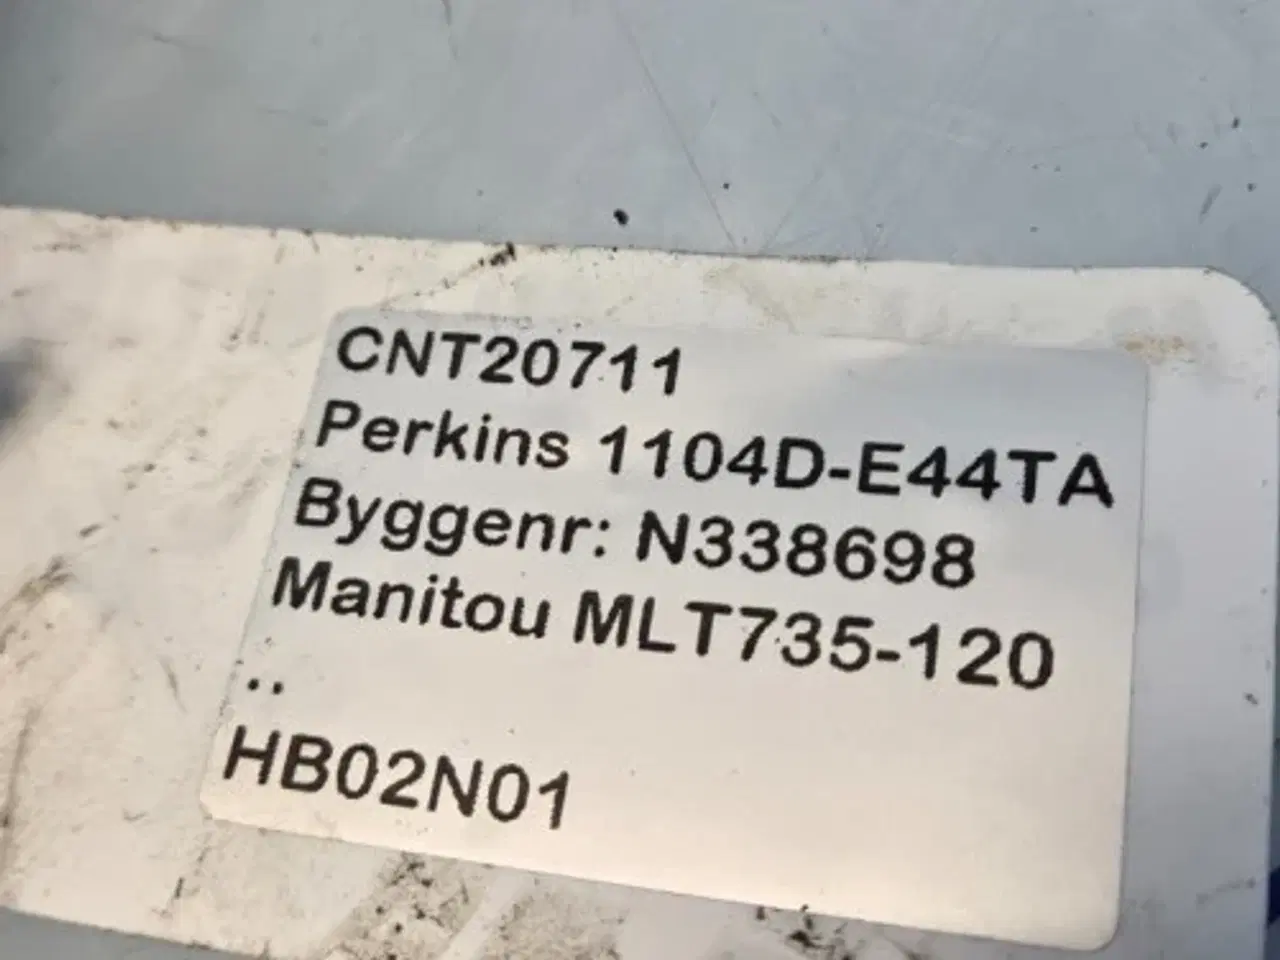 CNT20711
Perkins 1104D-E44TA
Byggenr: N338698
Manitou MLT735-120
..
HB02N01